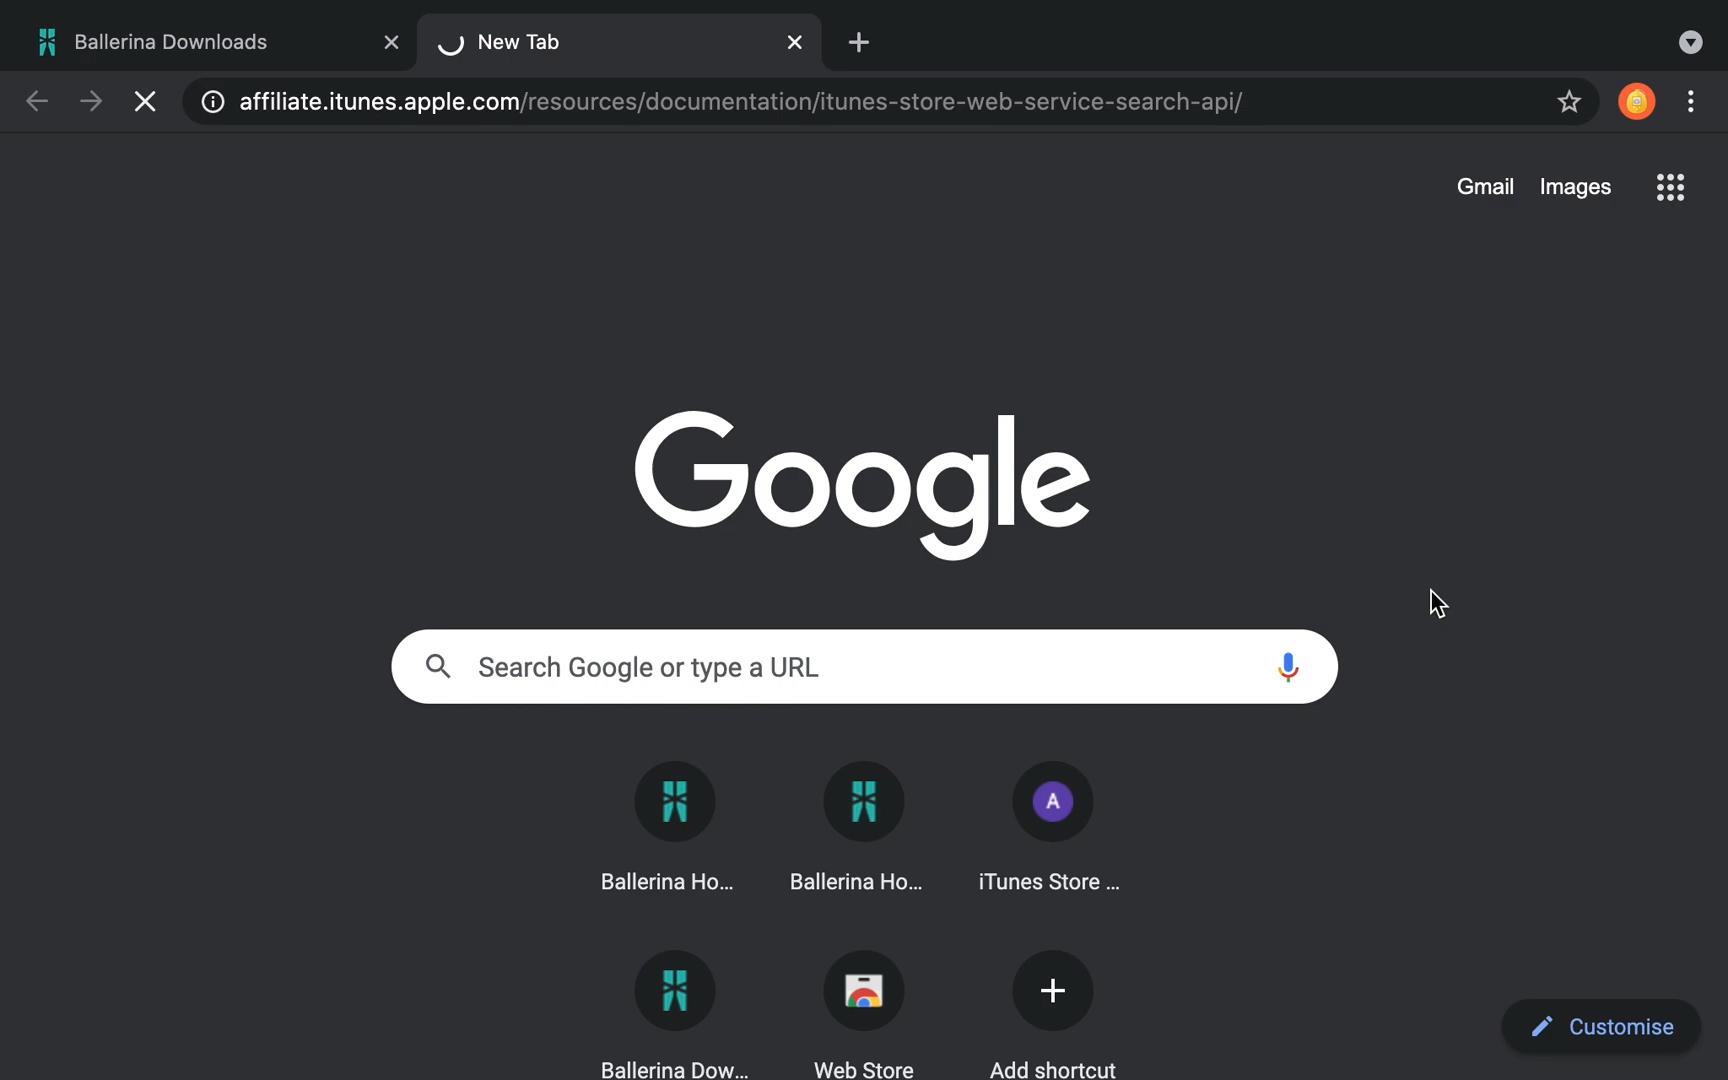 Ballerina Downloads
New Tab
affiliate.itunes.apple.com/resources/documentation/itunes-store-web-service-search-api/
Gmail Images
Google
Search Google or type a URL
A
Ballerina Ho... Ballerina Ho... iTunes Store ...
Ballerina Dow... Web Store Add shortcut
Customise